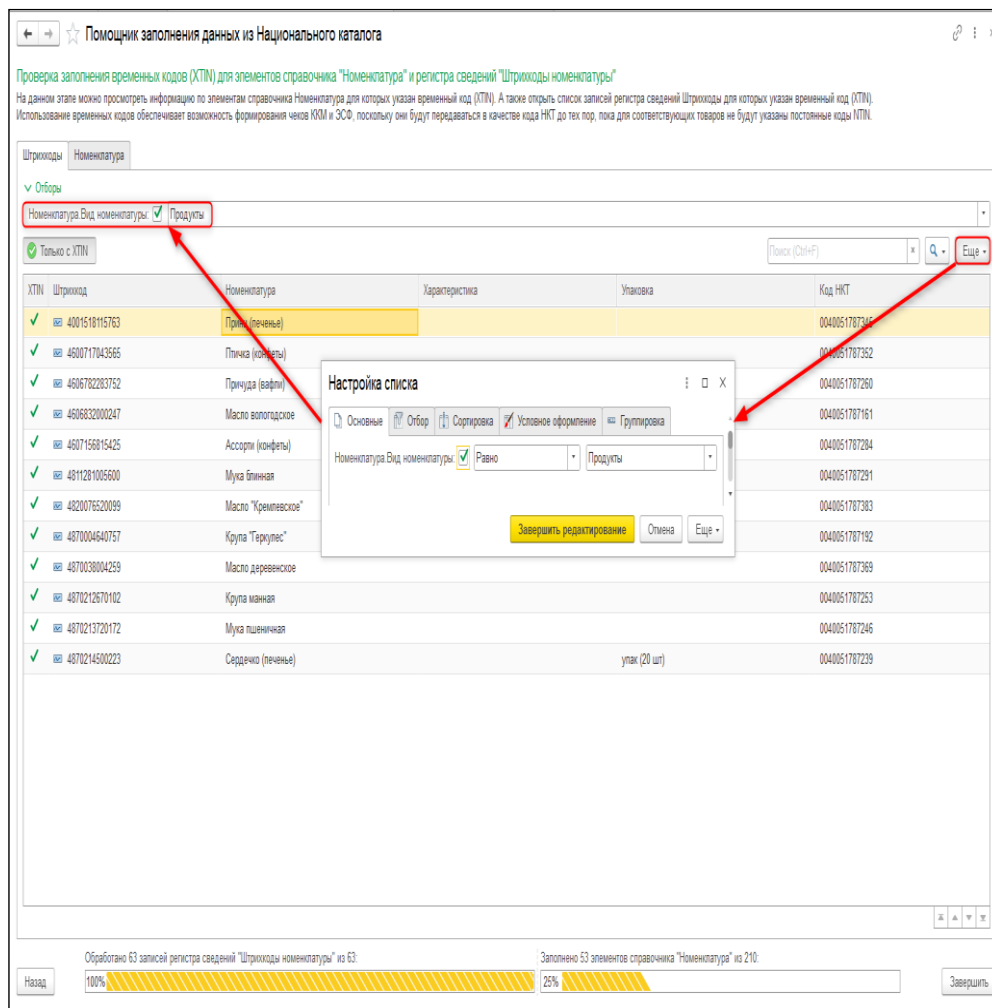 Помощник заполнения данных из Национального каталога
Проверка заполнения временных кодов (XTIN) для элементов справочника "Номенклатура" и регистра сведений "Штрихкоды номенклатуры"
На данном этапе можно просмотреть информацию по элементам справочника Номенклатура для которых указан временный код (XTIN). А также открыть список записей регистра сведений Штрихкоды для которых указан временный код (XTIN).
Использование временных кодов обеспечивает возможность формирования чеков ККМ и ЭСФ, поскольку они будут передаваться в качестве кода НКТ до тех пор, пока для соответствующих товаров не будут указаны постоянные коды NTIN.
Штрихкоды Номенклатура
Отборы
Номенклатура.Вид номенклатуры: Продукты
Только с XTIN Поиск (Ctrl+F) Еще
XTIN Штрихкод Номенклатура Характеристика Упаковка Код НКТ
4001518115763 (печенье)
4600717043565 Птичка (конфеты) 0040051787352
4606782283752 Причуда (вафли) 0040051787260
4606832000247 Масло вологодское 0040051787161
4607156815425 Ассорти (конфеты) 0040051787284
4811281005600 Мука блинная 0040051787291
4820076520099 Масло "Кремлевское" 0040051787383
4870004640757 Крупа "Геркулес" 0040051787192
4870038004259 Масло деревенское 0040051787369
4870212670102 Крупа манная 0040051787253
4870213720172 Мука пшеничная 0040051787246
4870214500223 Сердечко (печенье) упак (20 шт) 0040051787239
Настройка списка
Основные Отбор Сортировка Условное оформление Группировка
Номенклатура.Вид номенклатуры: Равно Продукты
Завершить редактирование Отмена Еще
Обработано 63 записей регистра сведений "Штрихкоды номенклатуры" из 63: Заполнено 53 элементов справочника "Номенклатура" из 210:
Назад 100% 25% Завершить